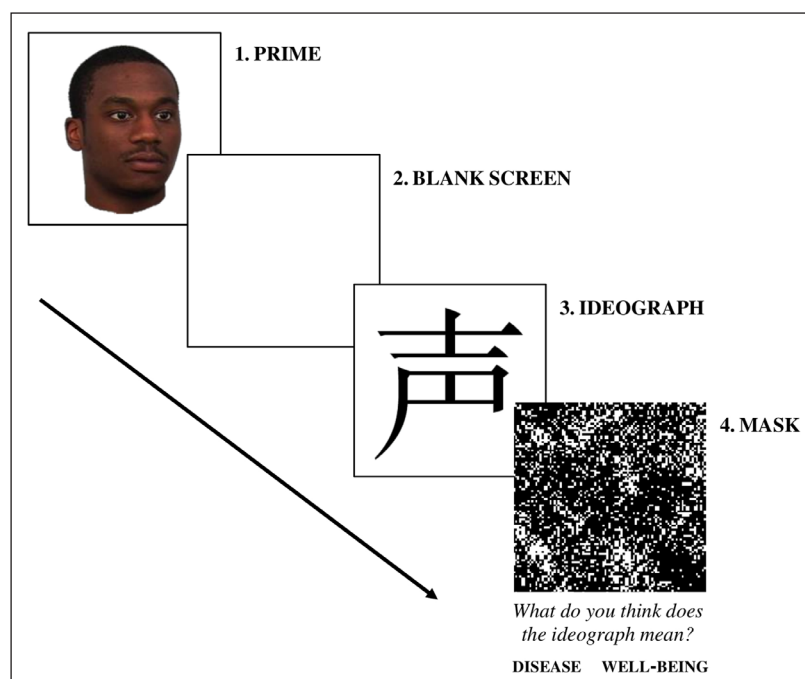 1. PRIME
2. BLANK SCREEN
3. IDEOGRAPH
声
4. MASK
What do you think does
the ideograph mean?
DISEASE WELL-BEING